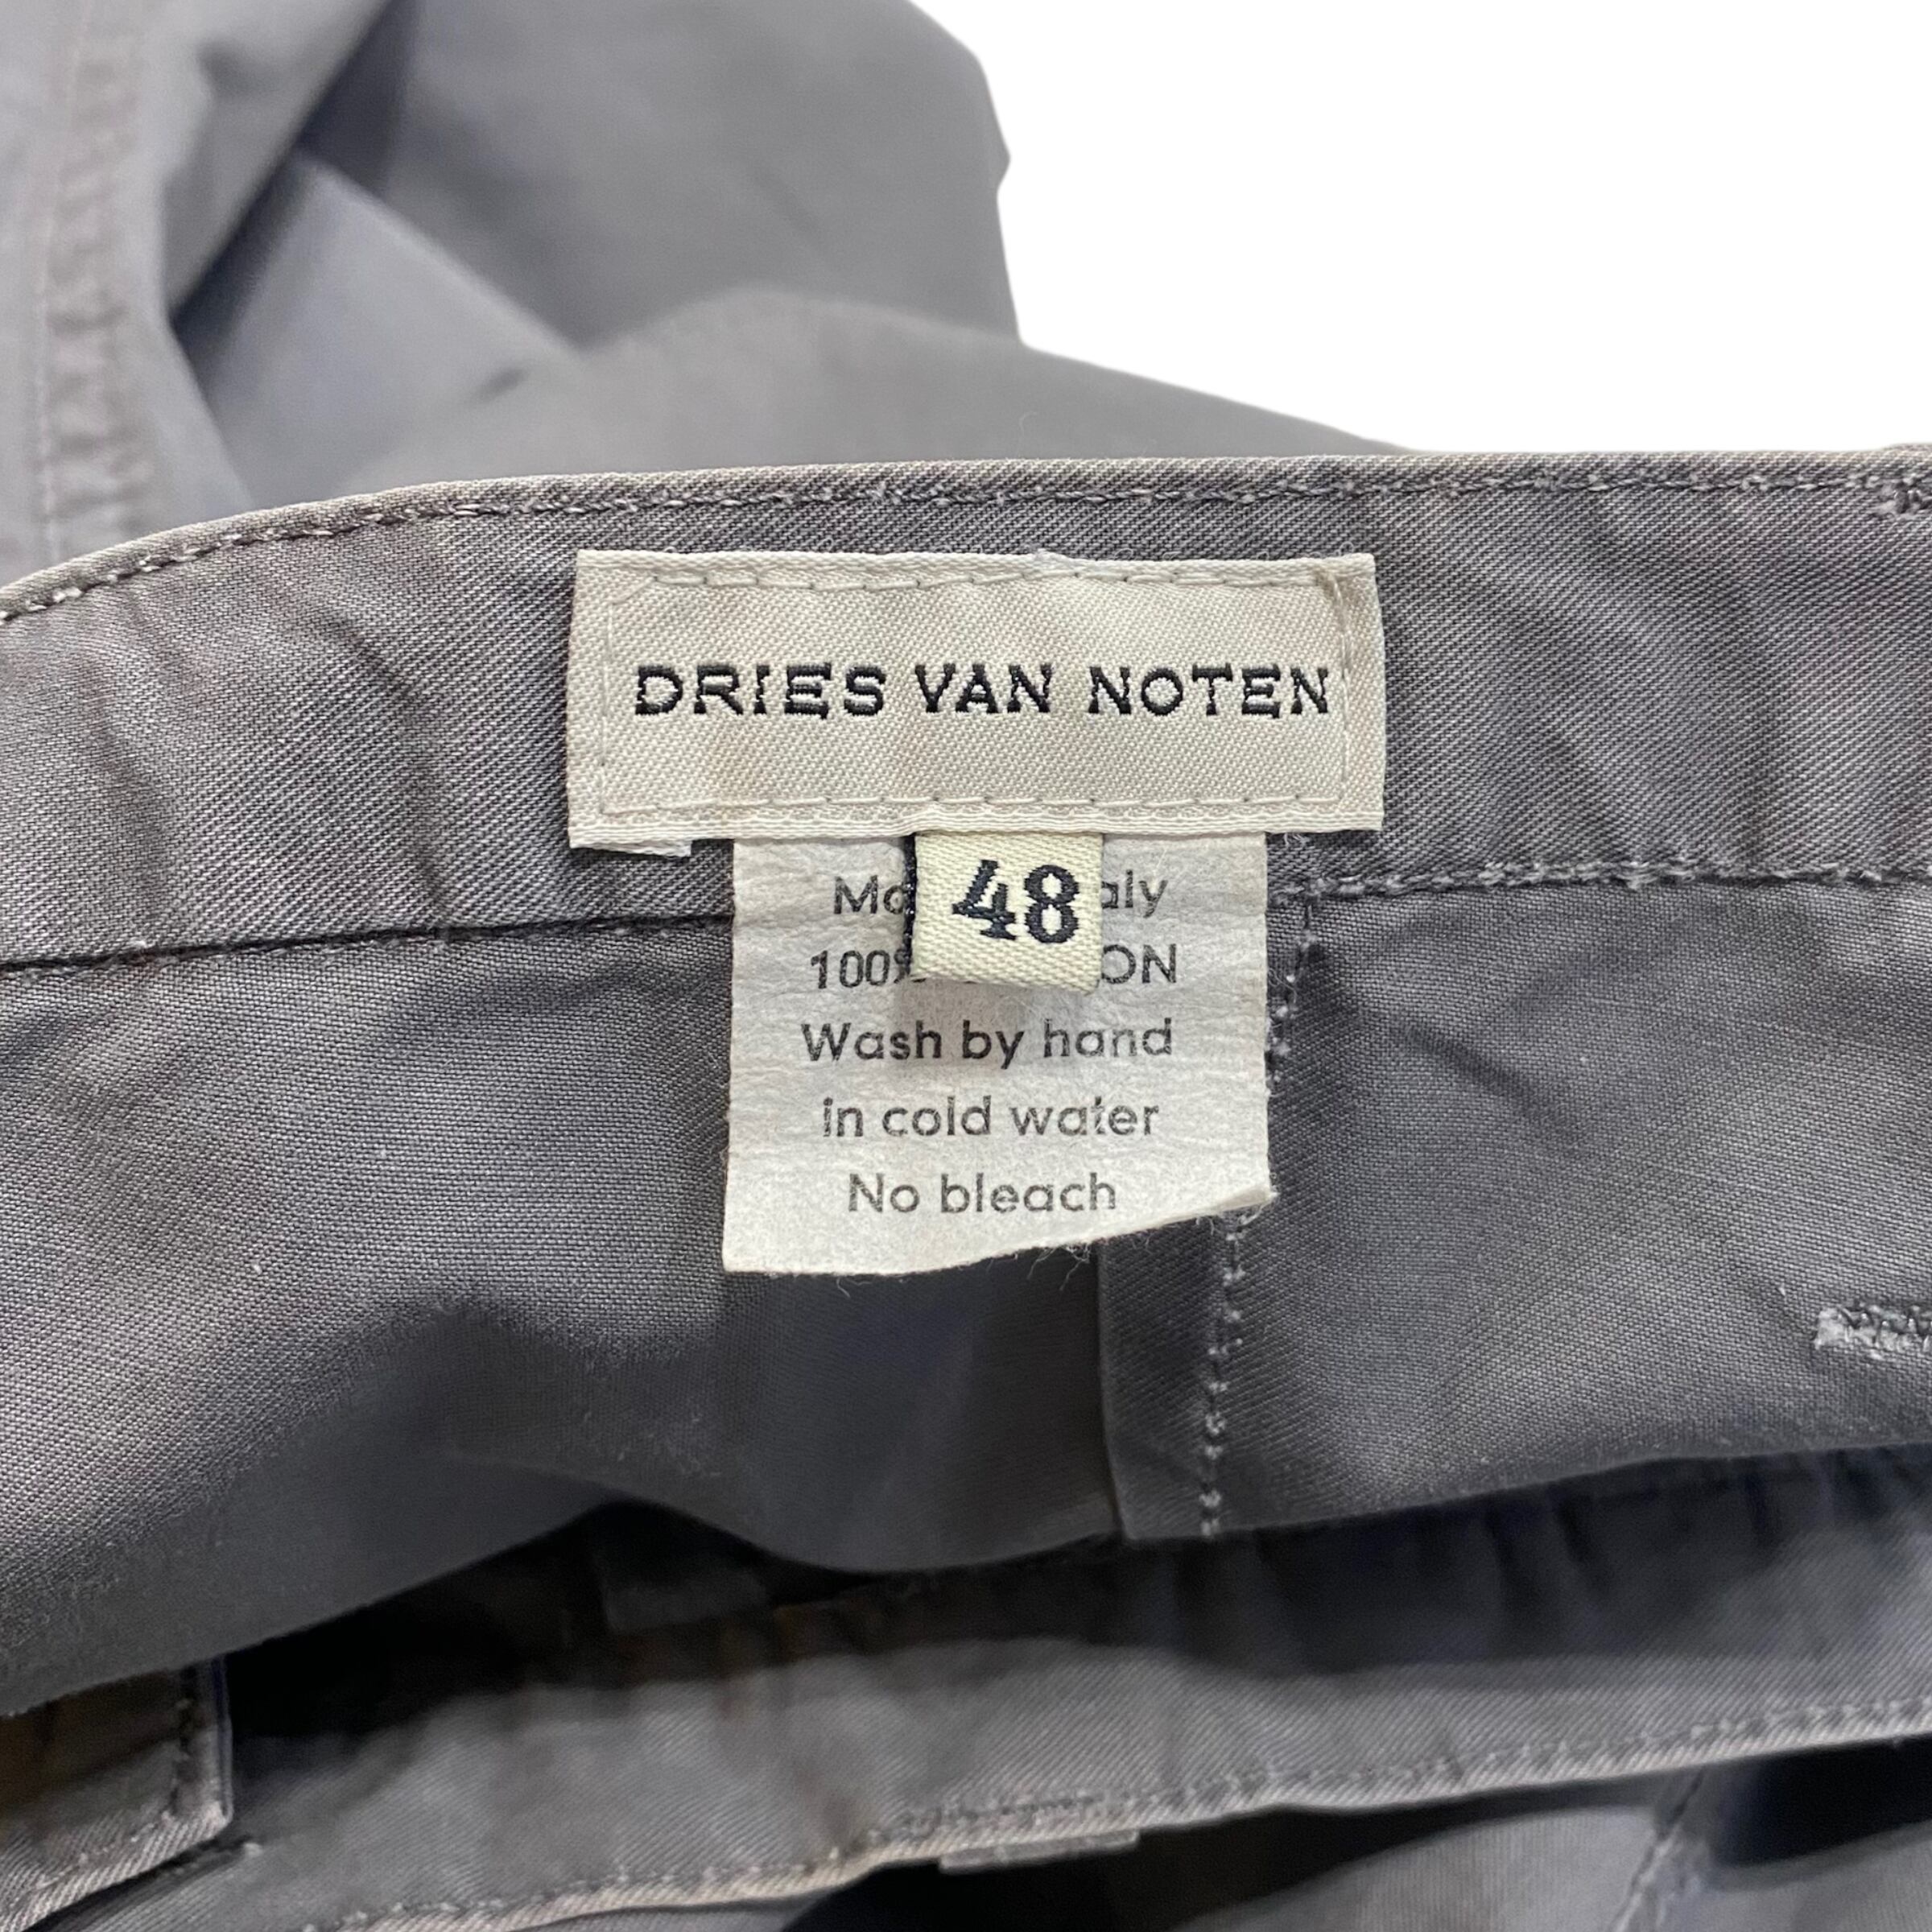 DRIES VAN NOTEN
48
Wash by hand
in cold water
No bleach